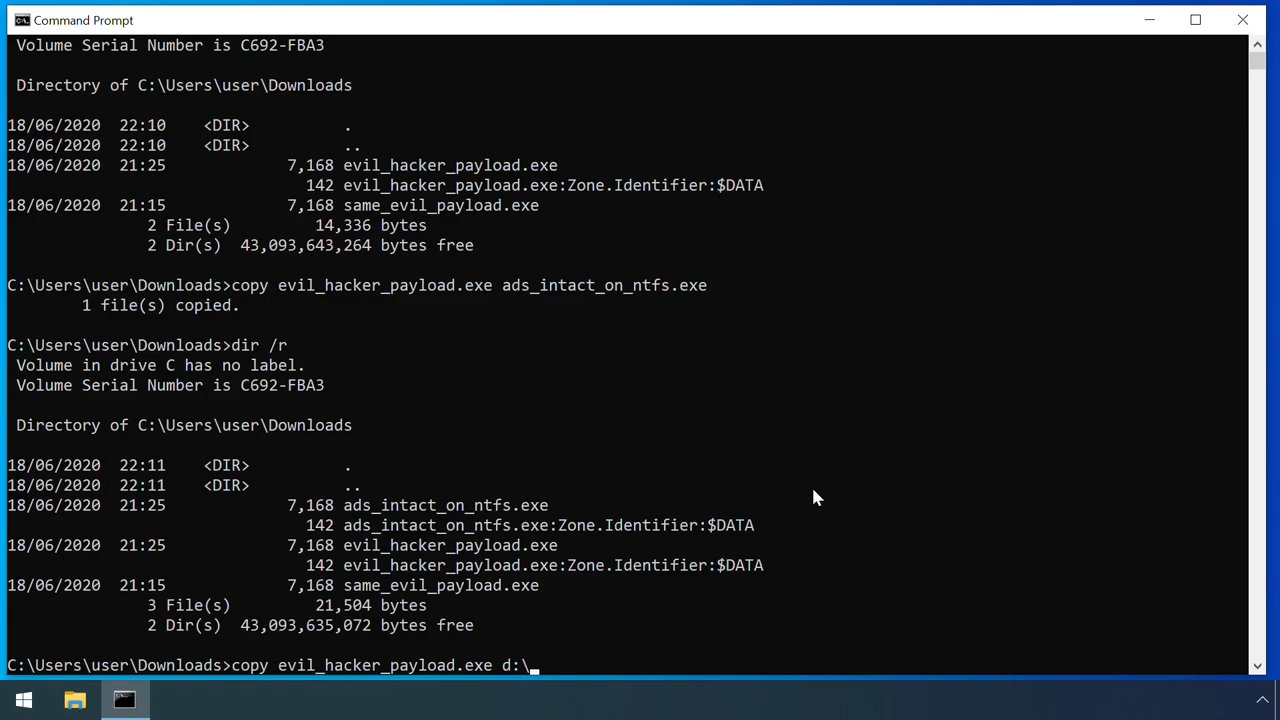 Command Prompt
Volume Serial Number is C692-FBA3
Directory of C:\Users\user\Downloads
18/06/2020  22:10    <DIR>          .
18/06/2020  22:10    <DIR>          ..
18/06/2020  21:25             7,168 evil_hacker_payload.exe
142 evil_hacker_payload.exe:Zone.Identifier:$DATA
18/06/2020  21:15             7,168 same_evil_payload.exe
2 File(s)         14,336 bytes
2 Dir(s)  43,093,643,264 bytes free
C:\Users\user\Downloads>copy evil_hacker_payload.exe ads_intact_on_ntfs.exe
1 file(s) copied.
C:\Users\user\Downloads>dir /r
Volume in drive C has no label.
Volume Serial Number is C692-FBA3
Directory of C:\Users\user\Downloads
18/06/2020  22:11    <DIR>          .
18/06/2020  22:11    <DIR>          ..
18/06/2020  21:25             7,168 ads_intact_on_ntfs.exe
142 ads_intact_on_ntfs.exe:Zone.Identifier:$DATA
18/06/2020  21:25             7,168 evil_hacker_payload.exe
142 evil_hacker_payload.exe:Zone.Identifier:$DATA
18/06/2020  21:15             7,168 same_evil_payload.exe
3 File(s)         21,504 bytes
2 Dir(s)  43,093,635,072 bytes free
C:\Users\user\Downloads>copy evil_hacker_payload.exe d:\